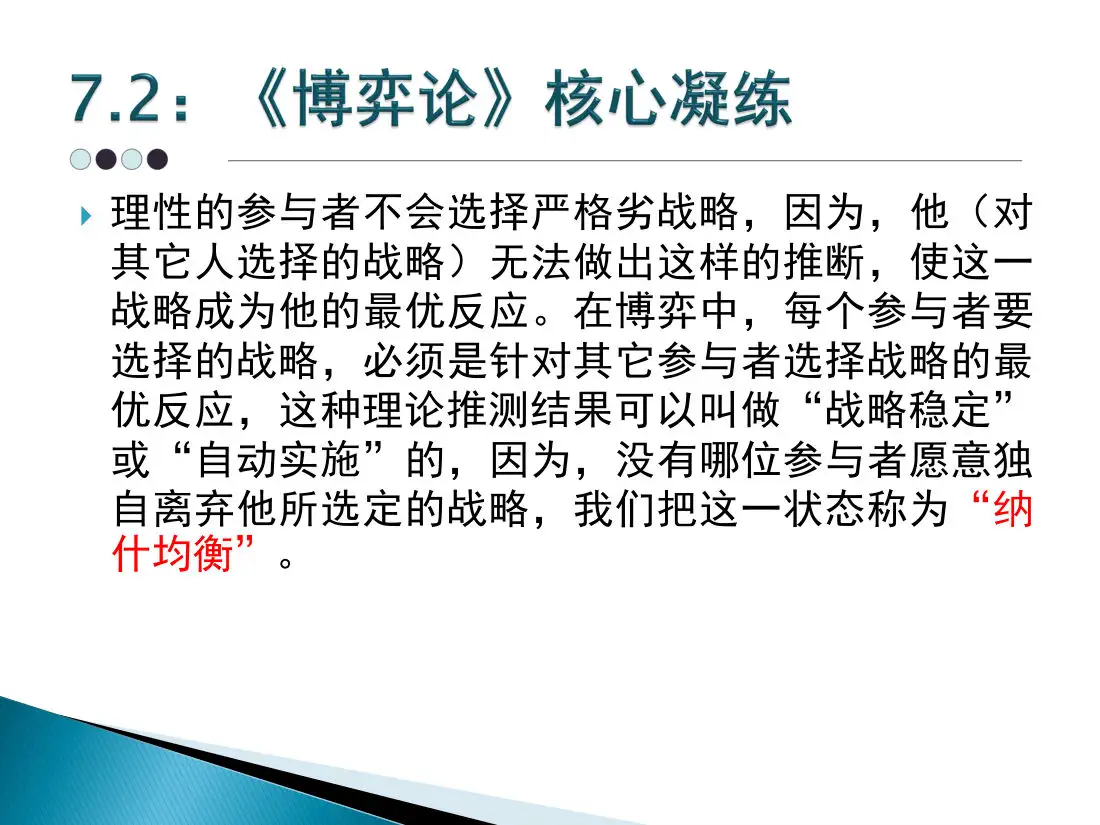 7.2：《博弈论》核心凝练
理性的参与者不会选择严格劣战略，因为，他（对
其它人选择的战略）无法做出这样的推断，使这一
战略成为他的最优反应。在博弈中，每个参与者要
选择的战略，必须是针对其它参与者选择战略的最
优反应，这种理论推测结果可以叫做“战略稳定”
或“自动实施”的，因为，没有哪位参与者愿意独
自离弃他所选定的战略，我们把这一状态称为“纳
什均衡”。